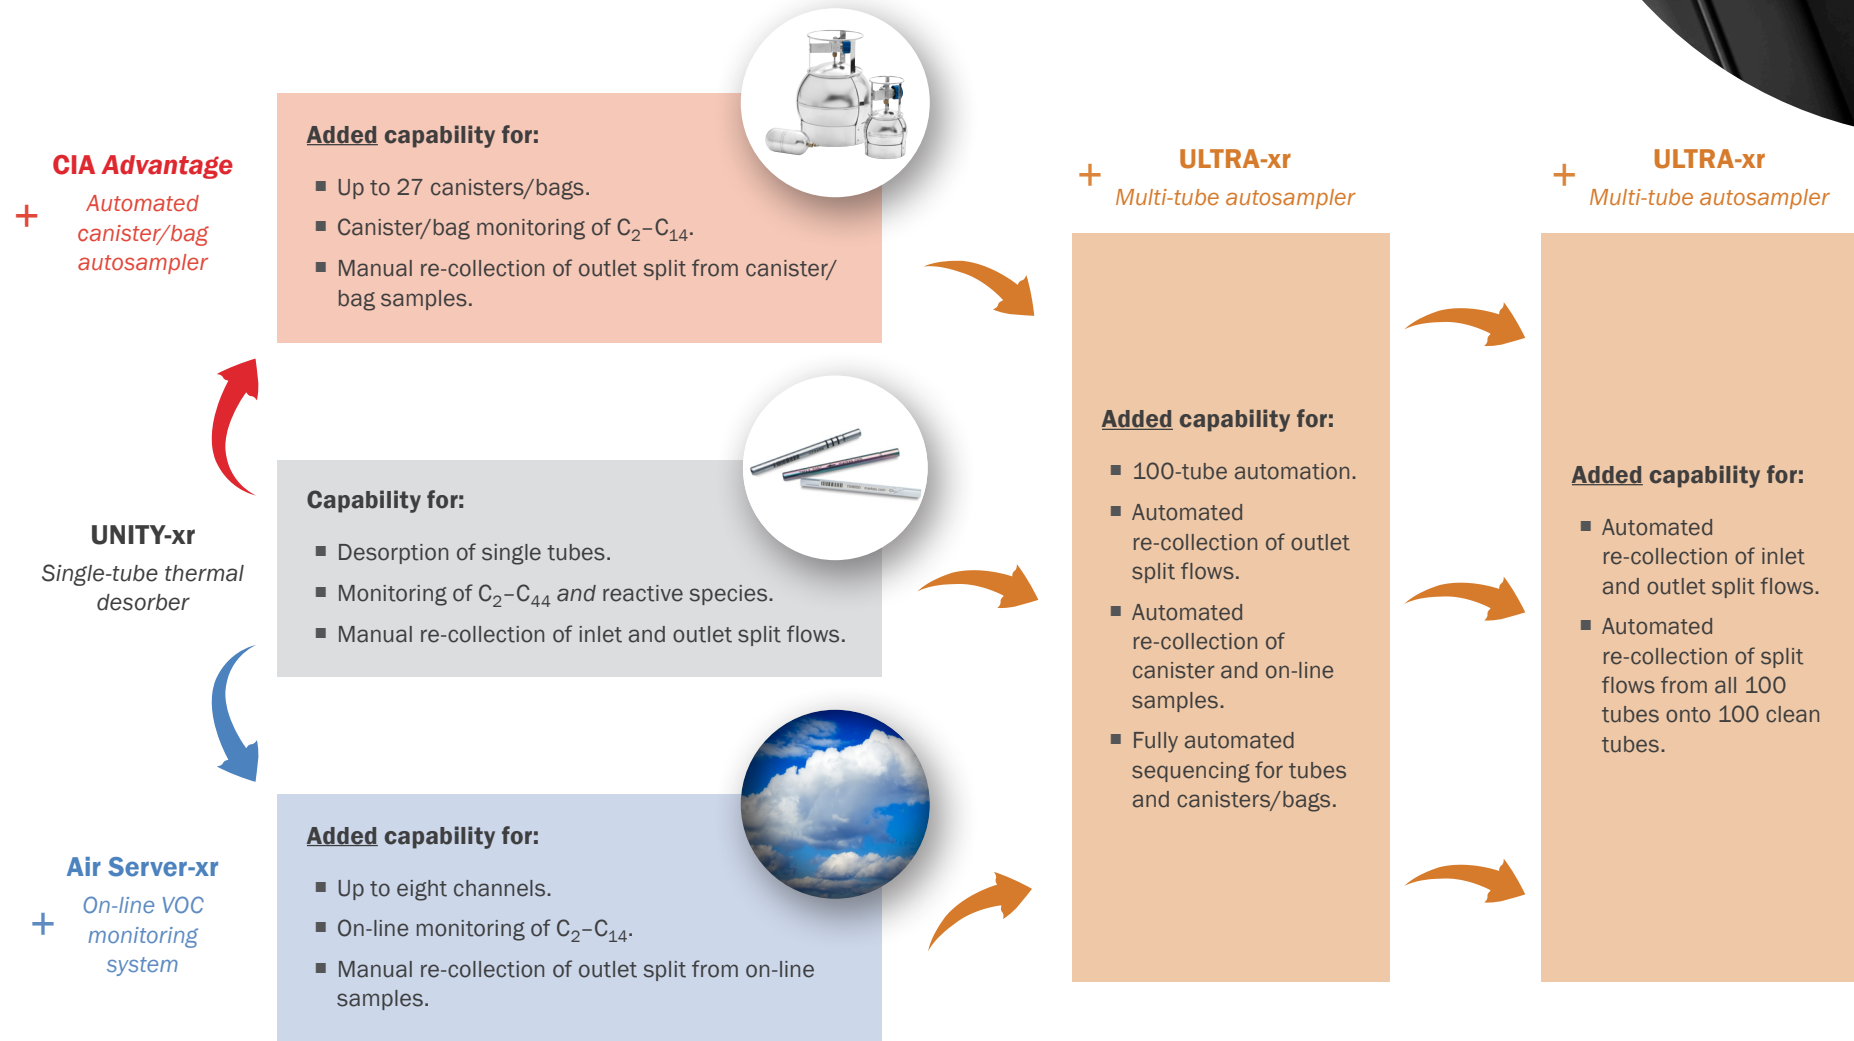 +
CIA Advantage
Automated
canister/bag
autosampler
Added capability for:
■ Up to 27 canisters/bags.
■ Canister/bag monitoring of C₂–C₁₄.
■ Manual re-collection of outlet split from canister/
bag samples.
UNITY-xr
Single-tube thermal
desorber
Capability for:
■ Desorption of single tubes.
■ Monitoring of C₂–C₄₄ and reactive species.
■ Manual re-collection of inlet and outlet split flows.
+
Air Server-xr
On-line VOC
monitoring
system
Added capability for:
■ Up to eight channels.
■ On-line monitoring of C₂–C₁₄.
■ Manual re-collection of outlet split from on-line
samples.
+
ULTRA-xr
Multi-tube autosampler
Added capability for:
■ 100-tube automation.
■ Automated
re-collection of outlet
split flows.
■ Automated
re-collection of
canister and on-line
samples.
■ Fully automated
sequencing for tubes
and canisters/bags.
+
ULTRA-xr
Multi-tube autosampler
Added capability for:
■ Automated
re-collection of inlet
and outlet split flows.
■ Automated
re-collection of split
flows from all 100
tubes onto 100 clean
tubes.